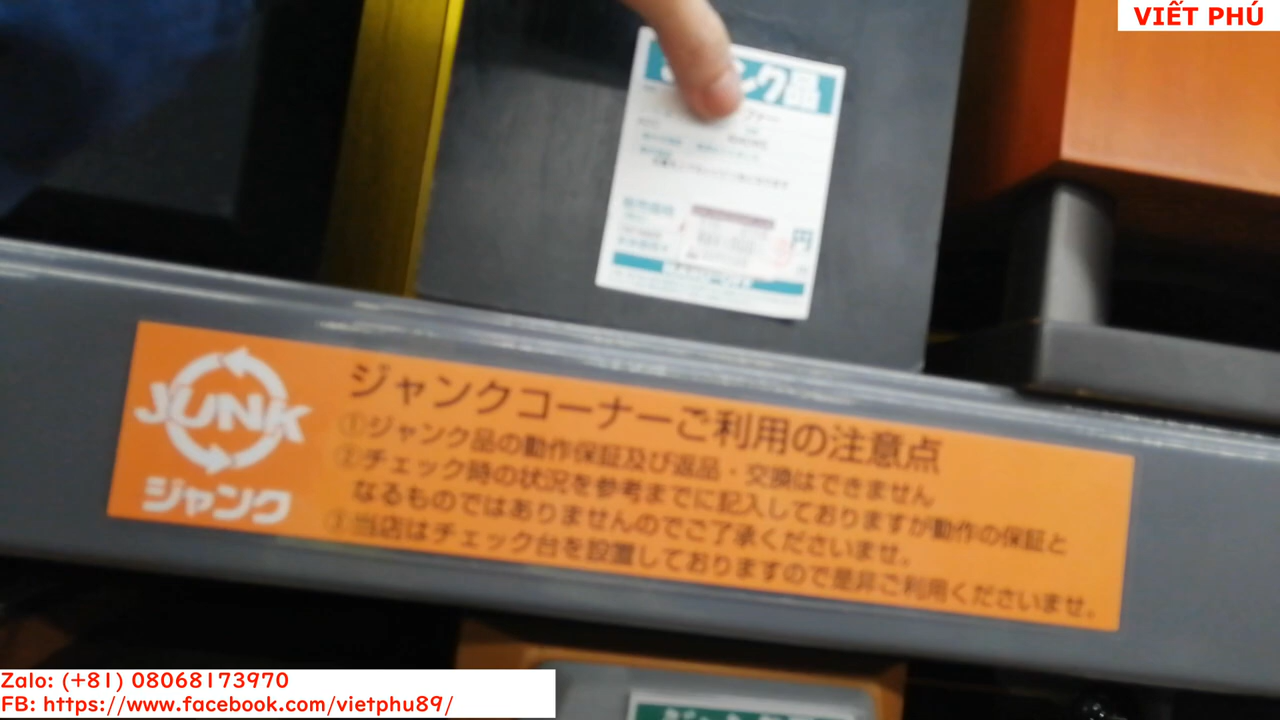 VIẾT PHÚ
ク品
円
JUNK
ジャンク
ジャンクコーナーご利用の注意点
①ジャンク品の動作保証及び返品・交換はできません
②チェック時の状況を参考までに記入しておりますが動作の保証と
なるものではありませんのでご了承くださいませ。
③当店はチェック台を設置しておりますので是非ご利用くださいませ。
Zalo: (+81) 08068173970
FB: https://www.facebook.com/vietphu89/